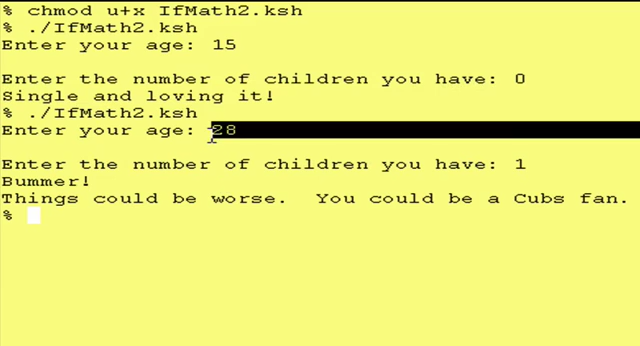 % chmod u+x IfMath2.ksh
% ./IfMath2.ksh
Enter your age: 15
Enter the number of children you have: 0
Single and loving it!
% ./IfMath2.ksh
Enter your age: 28
Enter the number of children you have: 1
Bummer!
Things could be worse.  You could be a Cubs fan.
%